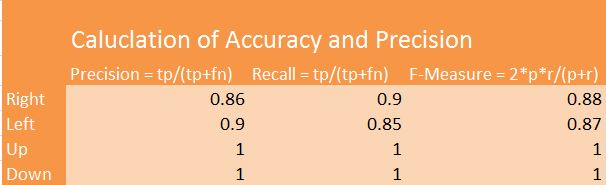 Caluclation of Accuracy and Precision
Precision = tp/(tp+fn) Recall = tp/(tp+fn) F-Measure = 2*p*r/(p+r)
Right 0.86 0.9 0.88
Left 0.9 0.85 0.87
Up 1 1 1
Down 1 1 1